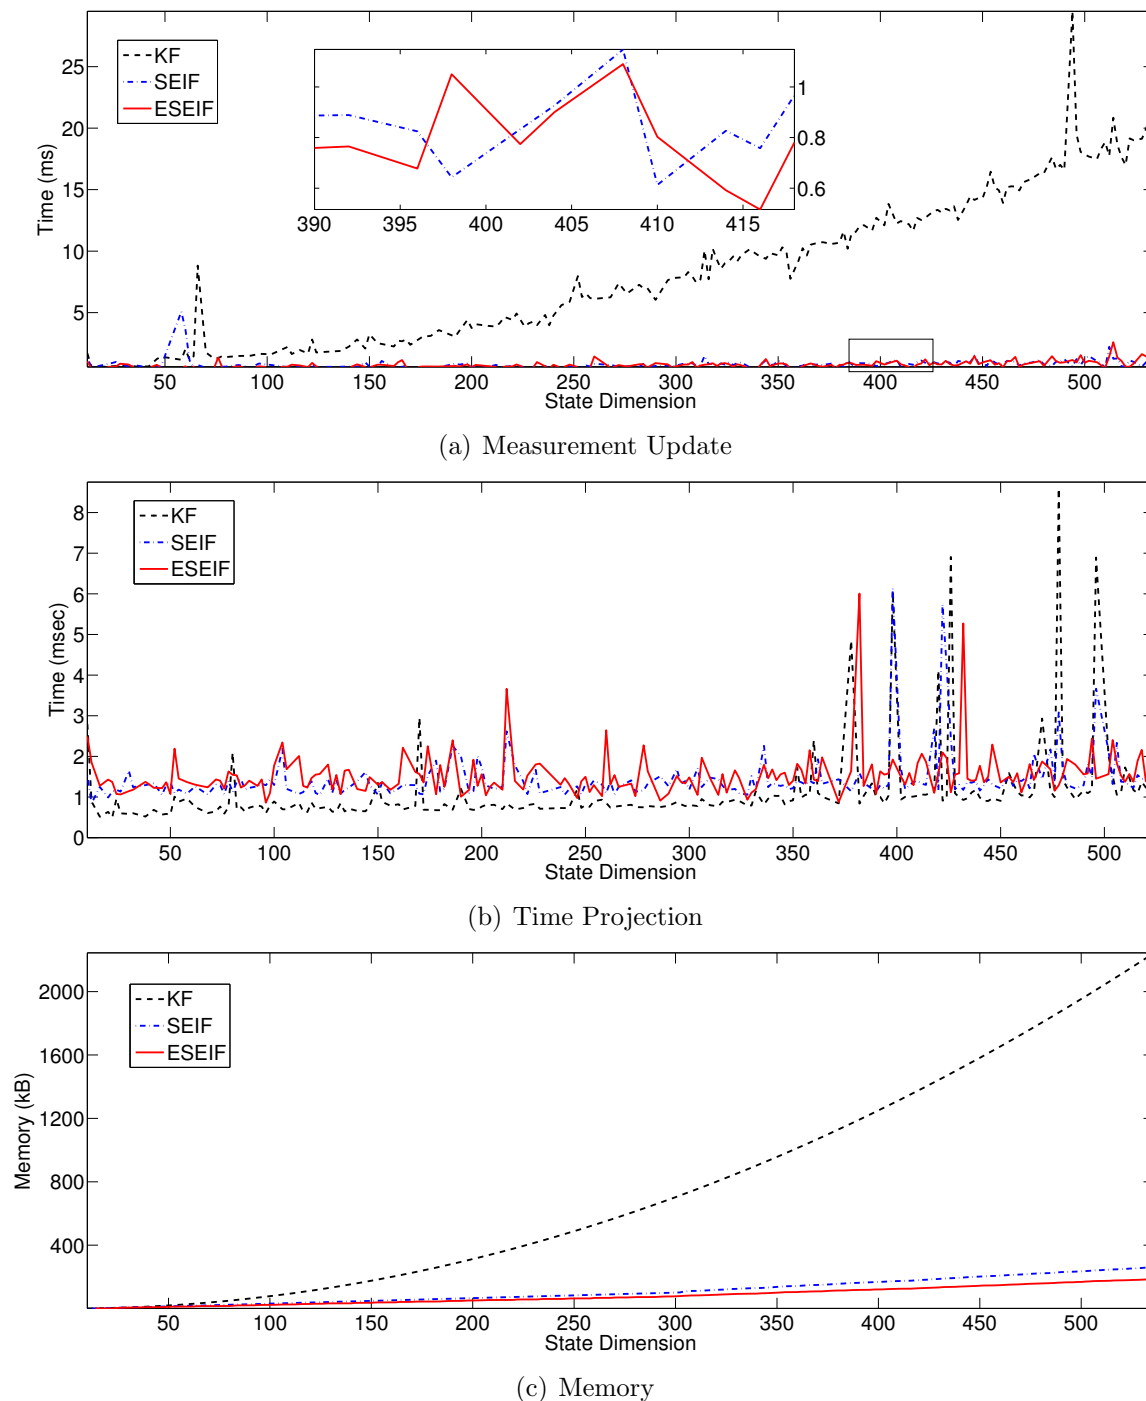 KF
SEIF
ESEIF
25
20
15
10
5
Time (ms)
1
0.8
0.6
390 395 400 405 410 415
50 100 150 200 250 300 350 400 450 500
State Dimension
(a) Measurement Update
KF
SEIF
ESEIF
8
7
6
5
4
3
2
1
0
Time (msec)
50 100 150 200 250 300 350 400 450 500
State Dimension
(b) Time Projection
KF
SEIF
ESEIF
2000
1600
1200
800
400
Memory (kB)
50 100 150 200 250 300 350 400 450 500
State Dimension
(c) Memory